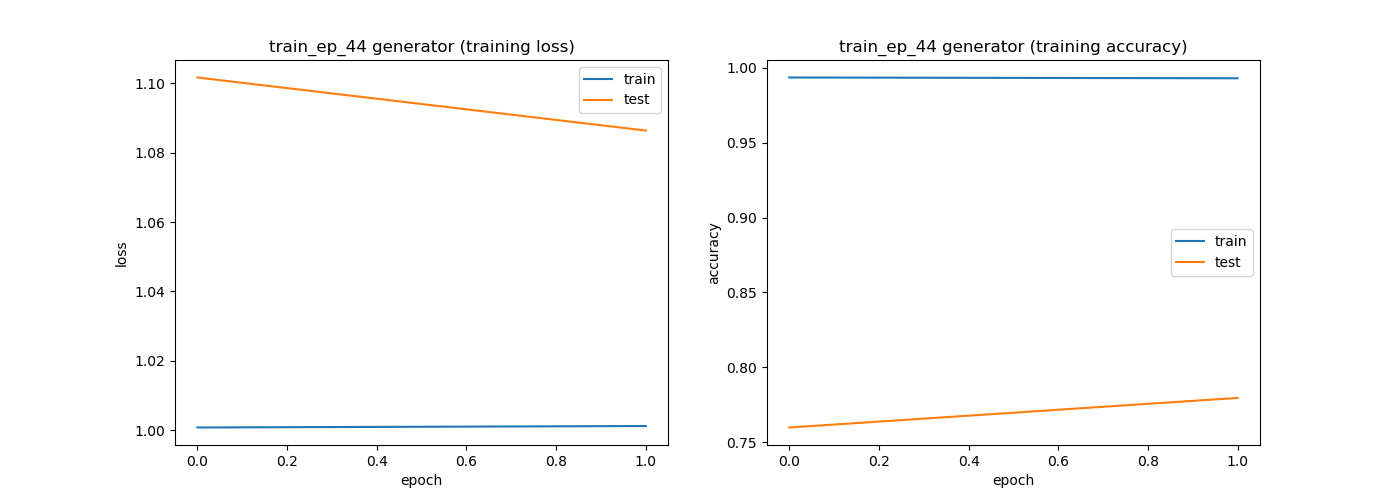 train_ep_44 generator (training loss)
1.10
1.08
1.06
1.04
1.02
1.00
loss
0.0 0.2 0.4 0.6 0.8 1.0
epoch
train
test
train_ep_44 generator (training accuracy)
1.00
0.95
0.90
0.85
0.80
0.75
accuracy
0.0 0.2 0.4 0.6 0.8 1.0
epoch
train
test